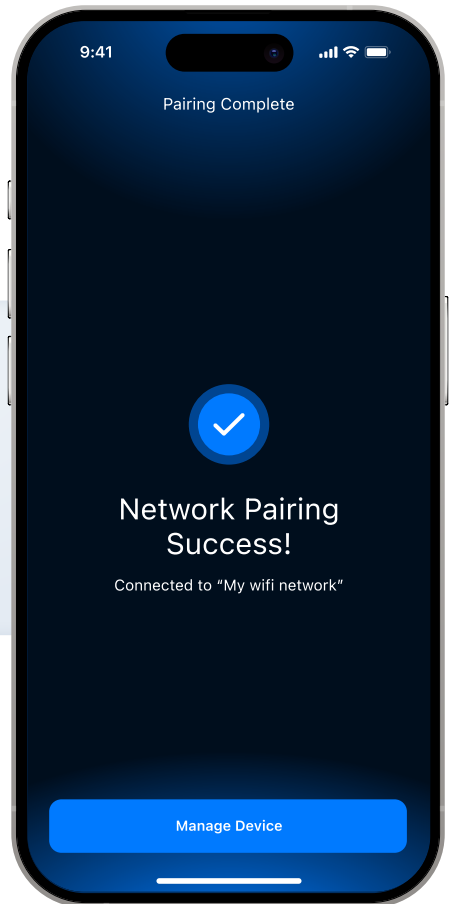 9:41
Pairing Complete
Network Pairing
Success!
Connected to “My wifi network”
Manage Device